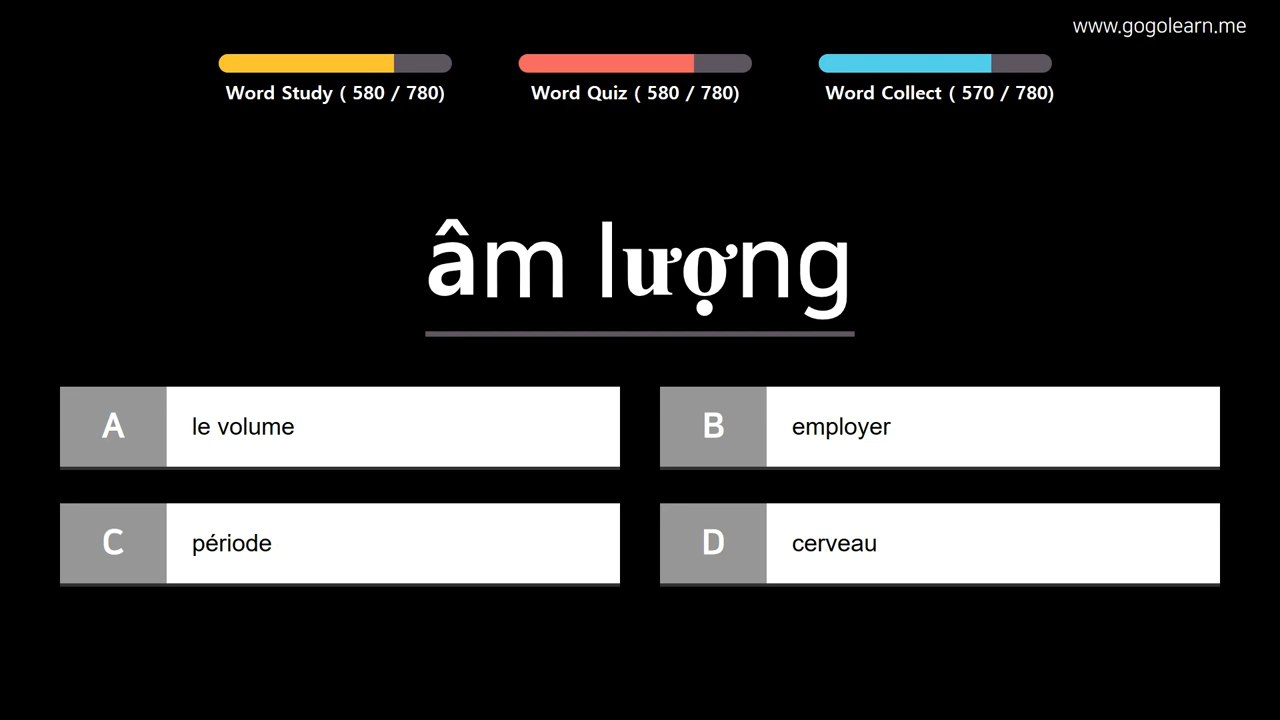 www.gogolearn.me
Word Study ( 580 / 780)
Word Quiz ( 580 / 780)
Word Collect ( 570 / 780)
âm lượng
A le volume
B employer
C période
D cerveau